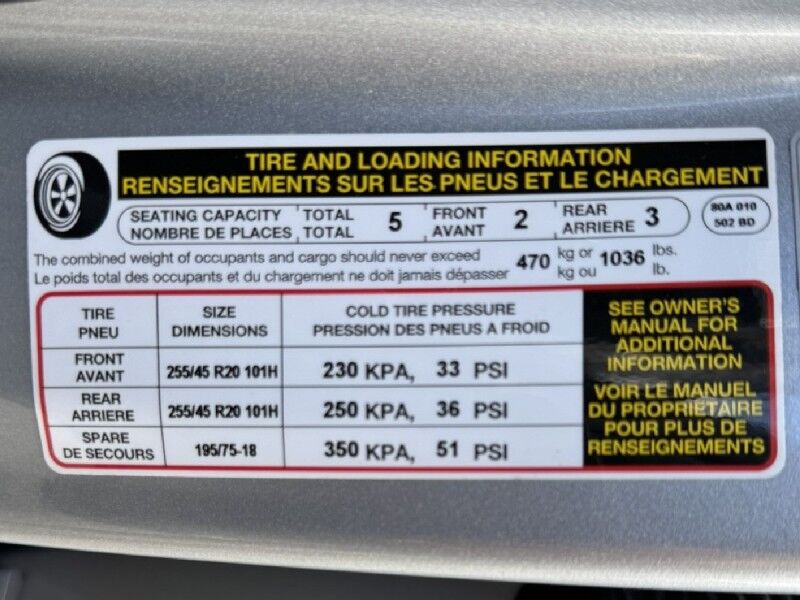 TIRE AND LOADING INFORMATION
RENSEIGNEMENTS SUR LES PNEUS ET LE CHARGEMENT
SEATING CAPACITY TOTAL 5 FRONT 2 REAR 3
NOMBRE DE PLACES TOTAL AVANT ARRIERE
80A 010
502 BD
The combined weight of occupants and cargo should never exceed 470 kg or 1036 lbs.
Le poids total des occupants et du chargement ne doit jamais dépasser kg ou lb.
TIRE SIZE COLD TIRE PRESSURE
PNEU DIMENSIONS PRESSION DES PNEUS A FROID
FRONT
AVANT 255/45 R20 101H 230 KPA, 33 PSI
REAR
ARRIERE 255/45 R20 101H 250 KPA, 36 PSI
SPARE
DE SECOURS 195/75-18 350 KPA, 51 PSI
SEE OWNER'S
MANUAL FOR
ADDITIONAL
INFORMATION
VOIR LE MANUEL
DU PROPRIÉTAIRE
POUR PLUS DE
RENSEIGNEMENTS